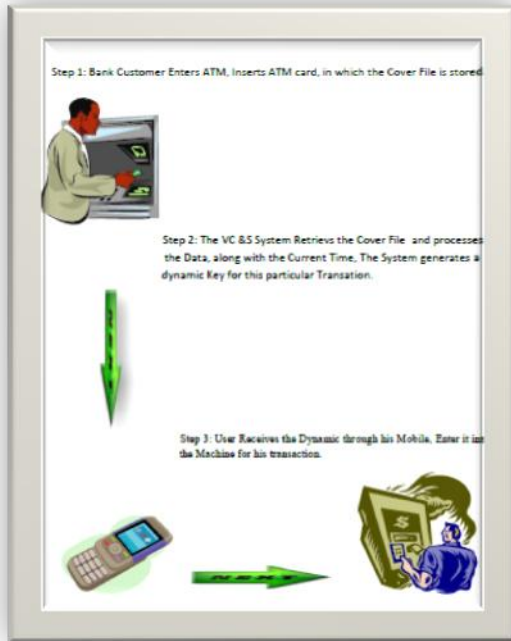 Step 1: Bank Customer Enters ATM, Inserts ATM card, in which the Cover File is stored
Step 2: The VC &S System Retrievs the Cover File and processes
the Data, along with the Current Time, The System generates a
dynamic Key for this particular Transation.
NEXT
Step 3: User Receives the Dynamic through his Mobile, Enter it int
the Machine for his transaction.
$
NEXT